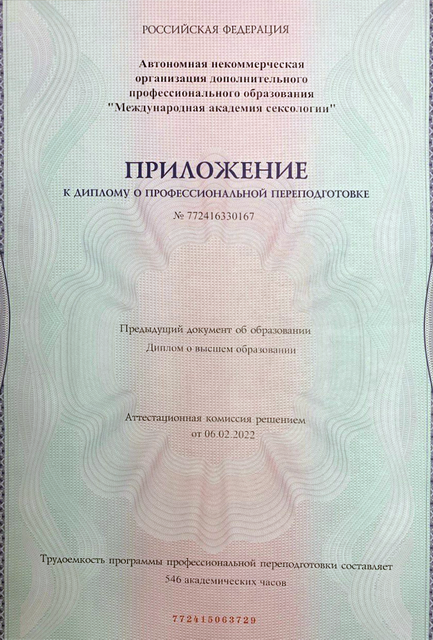 РОССИЙСКАЯ ФЕДЕРАЦИЯ
Автономная некоммерческая
организация дополнительного
профессионального образования
"Международная академия сексологии"
ПРИЛОЖЕНИЕ
К ДИПЛОМУ О ПРОФЕССИОНАЛЬНОЙ ПЕРЕПОДГОТОВКЕ
№ 772416330167
Предыдущий документ об образовании
Диплом о высшем образовании
Аттестационная комиссия решением
от 06.02.2022
Трудоемкость программы профессиональной переподготовки составляет
546 академических часов
772415063729